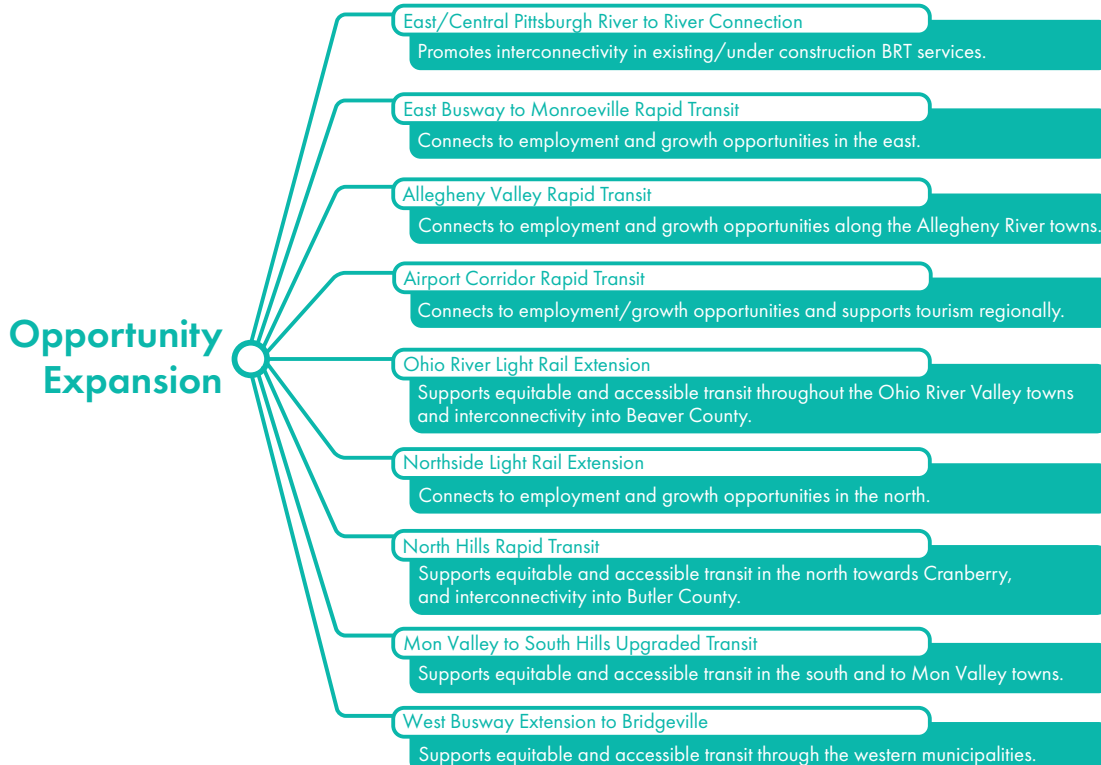 Opportunity
Expansion
East/Central Pittsburgh River to River Connection
Promotes interconnectivity in existing/under construction BRT services.
East Busway to Monroeville Rapid Transit
Connects to employment and growth opportunities in the east.
Allegheny Valley Rapid Transit
Connects to employment and growth opportunities along the Allegheny River towns.
Airport Corridor Rapid Transit
Connects to employment/growth opportunities and supports tourism regionally.
Ohio River Light Rail Extension
Supports equitable and accessible transit throughout the Ohio River Valley towns
and interconnectivity into Beaver County.
Northside Light Rail Extension
Connects to employment and growth opportunities in the north.
North Hills Rapid Transit
Supports equitable and accessible transit in the north towards Cranberry,
and interconnectivity into Butler County.
Mon Valley to South Hills Upgraded Transit
Supports equitable and accessible transit in the south and to Mon Valley towns.
West Busway Extension to Bridgeville
Supports equitable and accessible transit through the western municipalities.